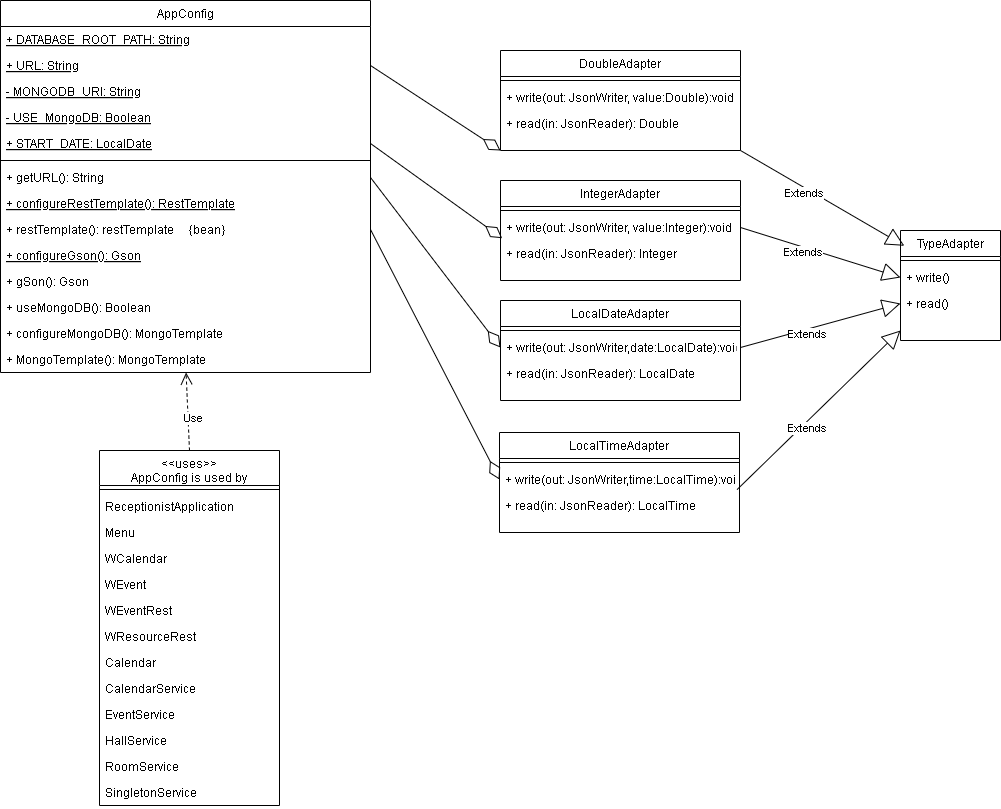 AppConfig
+ DATABASE_ROOT_PATH: String
+ URL: String
- MONGODB_URI: String
- USE_MongoDB: Boolean
+ START_DATE: LocalDate
+ getURL(): String
+ configureRestTemplate(): RestTemplate
+ restTemplate(): restTemplate {bean}
+ configureGson(): Gson
+ gSon(): Gson
+ useMongoDB(): Boolean
+ configureMongoDB(): MongoTemplate
+ MongoTemplate(): MongoTemplate
Use
<<uses>>
AppConfig is used by
ReceptionistApplication
Menu
WCalendar
WEvent
WEventRest
WResourceRest
Calendar
CalendarService
EventService
HallService
RoomService
SingletonService
DoubleAdapter
+ write(out: JsonWriter, value:Double):void
+ read(in: JsonReader): Double
IntegerAdapter
+ write(out: JsonWriter, value:Integer):void
+ read(in: JsonReader): Integer
LocalDateAdapter
+ write(out: JsonWriter,date:LocalDate):voi
+ read(in: JsonReader): LocalDate
LocalTimeAdapter
+ write(out: JsonWriter,time:LocalTime):voi
+ read(in: JsonReader): LocalTime
Extends
Extends
Extends
Extends
TypeAdapter
+ write()
+ read()